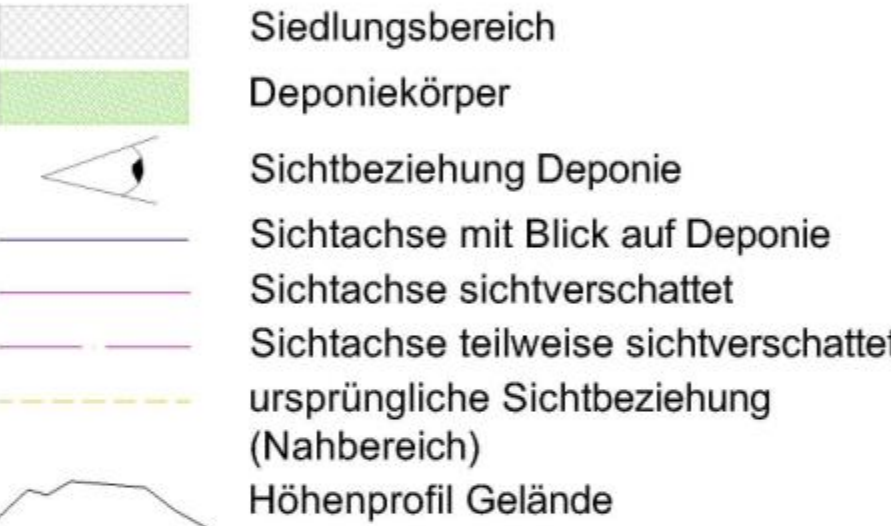 Siedlungsbereich
Deponiekörper
Sichtbeziehung Deponie
Sichtachse mit Blick auf Deponie
Sichtachse sichtverschattet
Sichtachse teilweise sichtverschattet
ursprüngliche Sichtbeziehung
(Nahbereich)
Höhenprofil Gelände